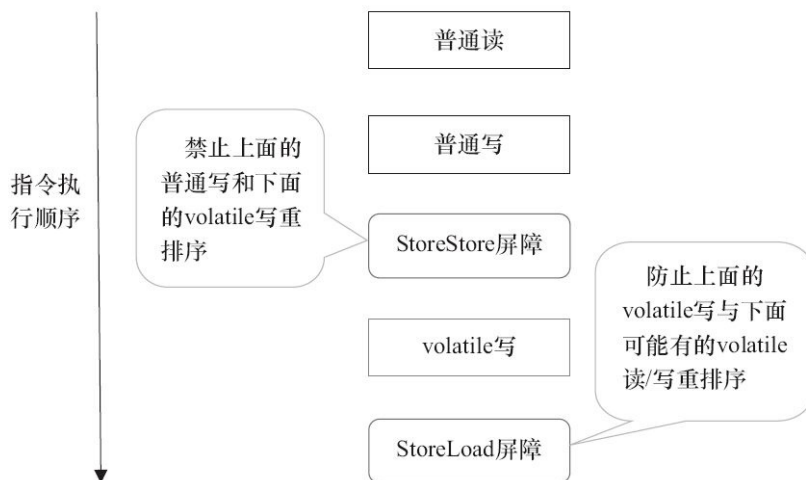 普通读
普通写
禁止上面的
普通写和下面
的volatile写重
排序
指令执
行顺序
StoreStore屏障
防止上面的
volatile写与下面
可能有的volatile
读/写重排序
volatile写
StoreLoad屏障